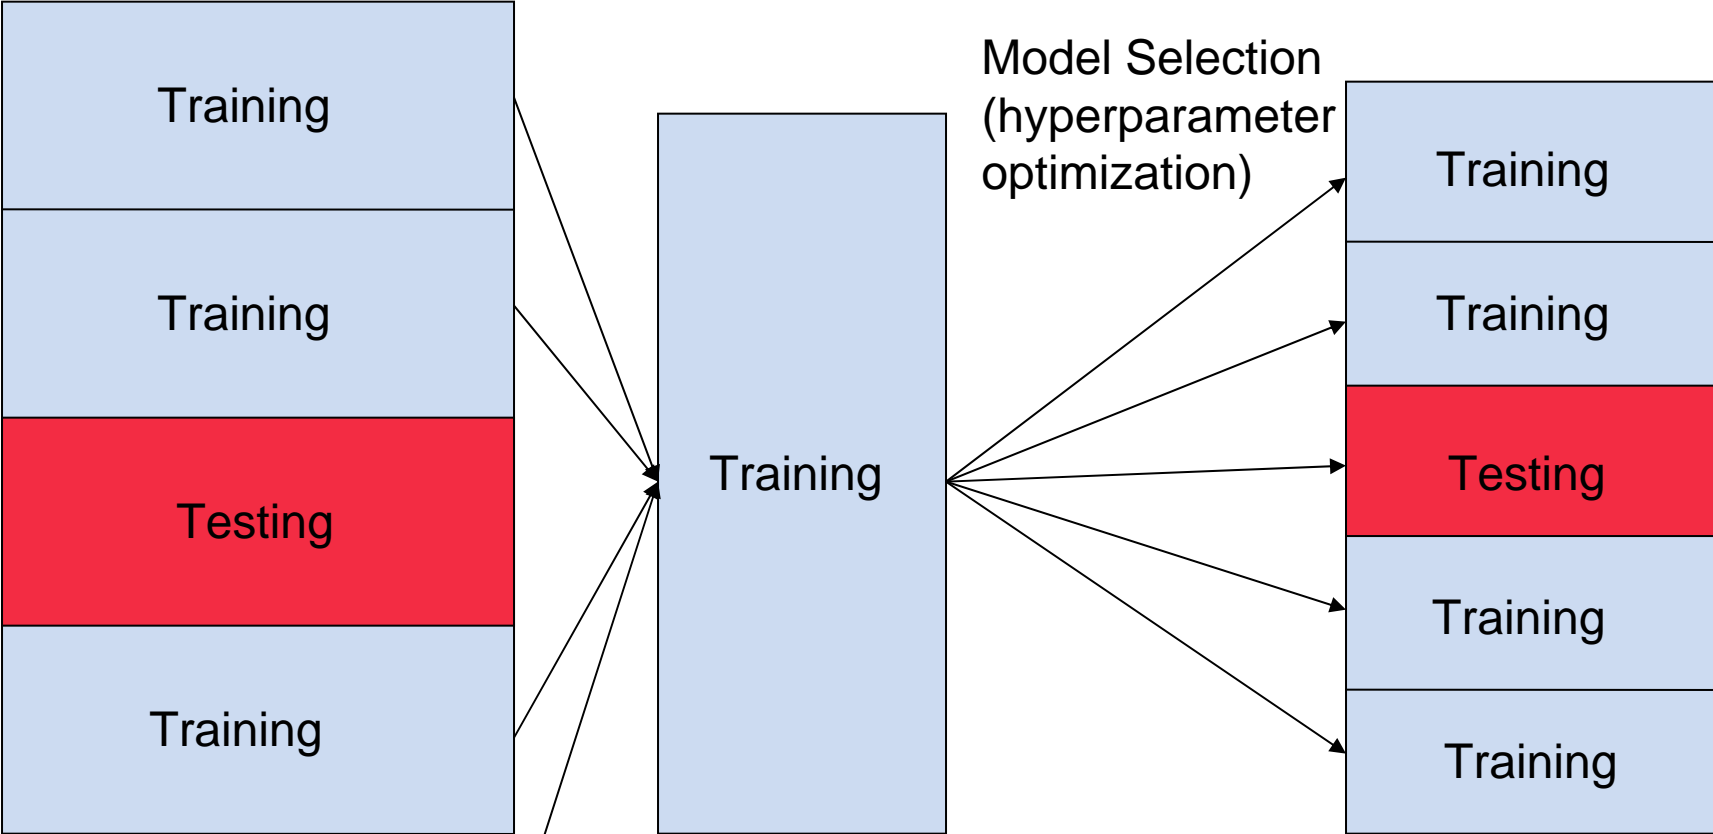 Training
Training
Testing
Training
Training
Model Selection
(hyperparameter
optimization)
Training
Training
Testing
Training
Training